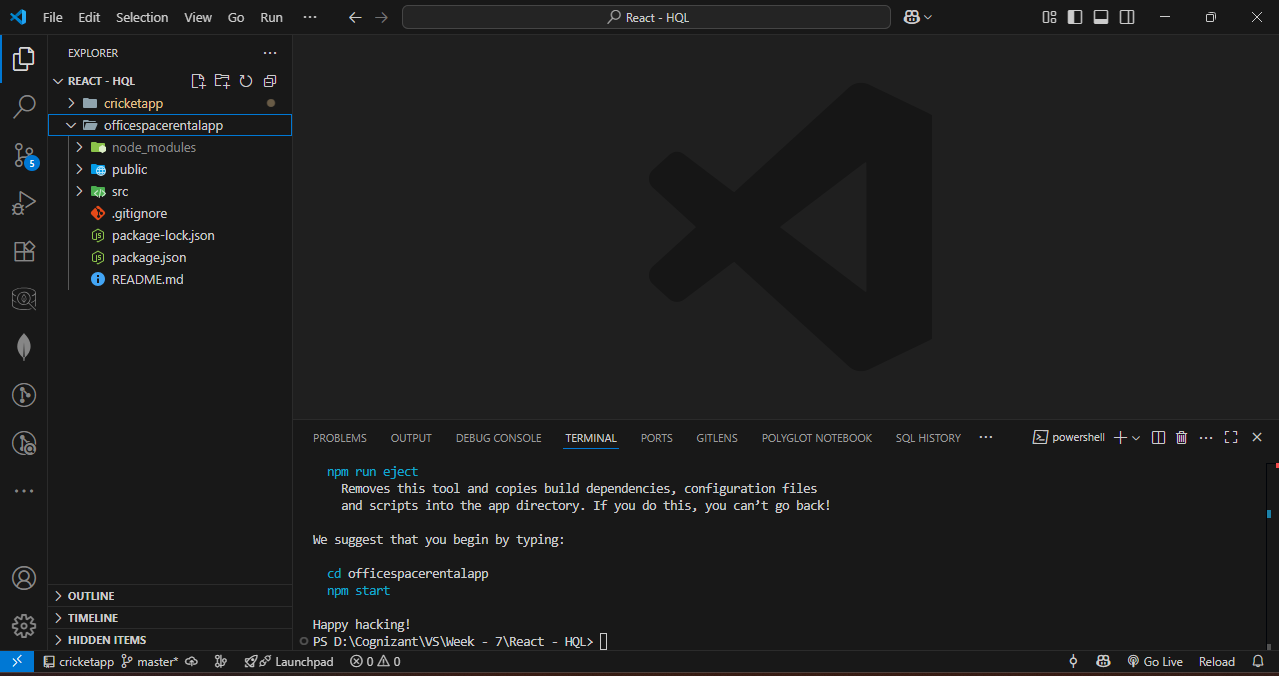 File Edit Selection View Go Run ··· React - HQL
EXPLORER ···
REACT - HQL
cricketapp
officespacerentalapp
node_modules
public
src
.gitignore
package-lock.json
package.json
README.md
5
OUTLINE
TIMELINE
HIDDEN ITEMS
PROBLEMS OUTPUT DEBUG CONSOLE TERMINAL PORTS GITLENS POLYGLOT NOTEBOOK SQL HISTORY ··· powershell
npm run eject
Removes this tool and copies build dependencies, configuration files
and scripts into the app directory. If you do this, you can’t go back!
We suggest that you begin by typing:
cd officespacerentalapp
npm start
Happy hacking!
PS D:\Cognizant\VS\Week - 7\React - HQL>
cricketapp master* Launchpad 0 0 Go Live Reload